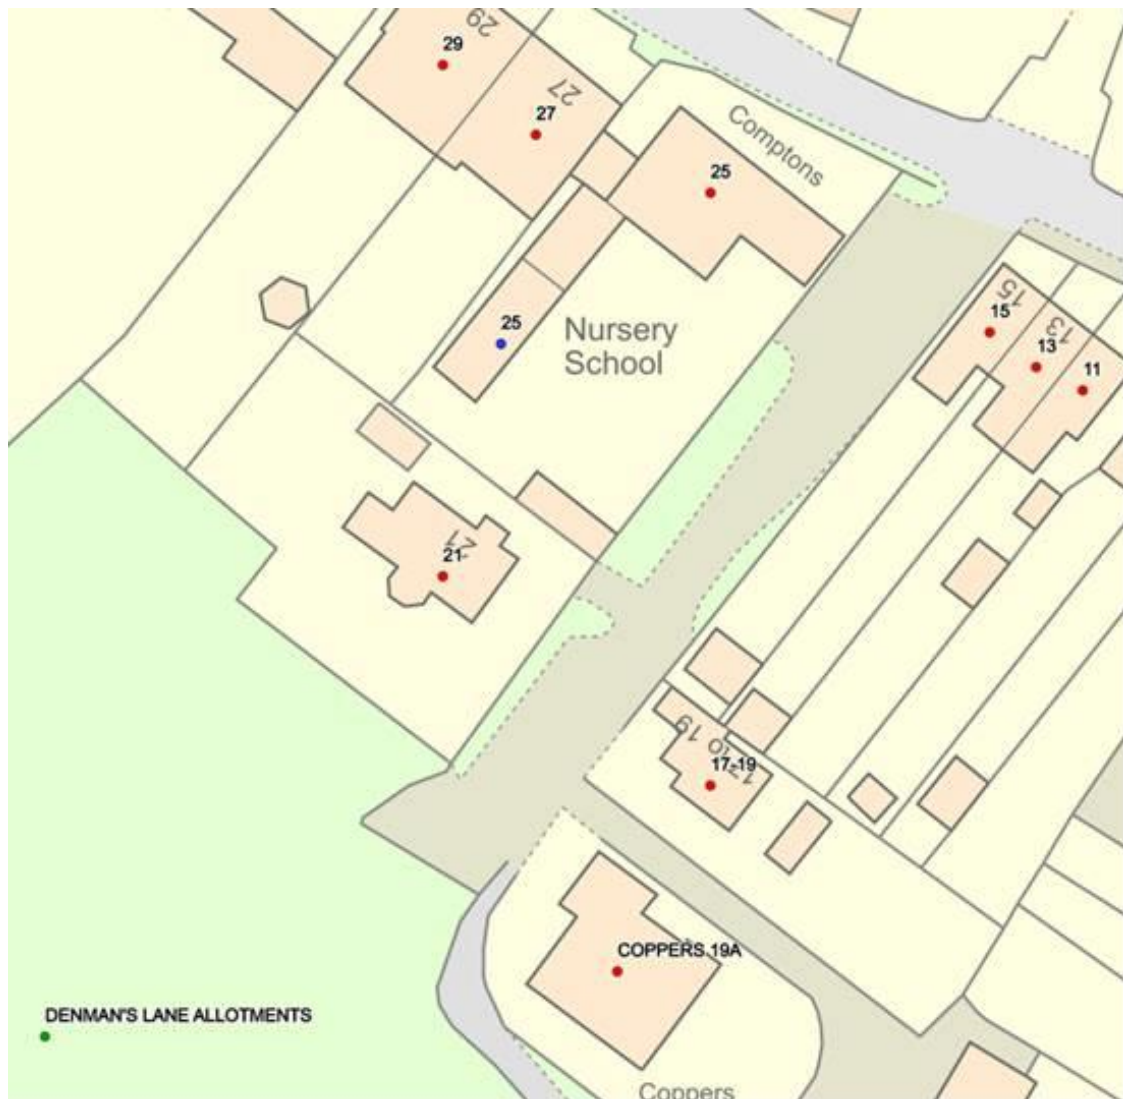 29
29
27
27
Comptons
25
25
Nursery
School
15
15
13
13
11
21
21
17 to 19
17-19
COPPERS 19A
DENMAN'S LANE ALLOTMENTS
Coppers